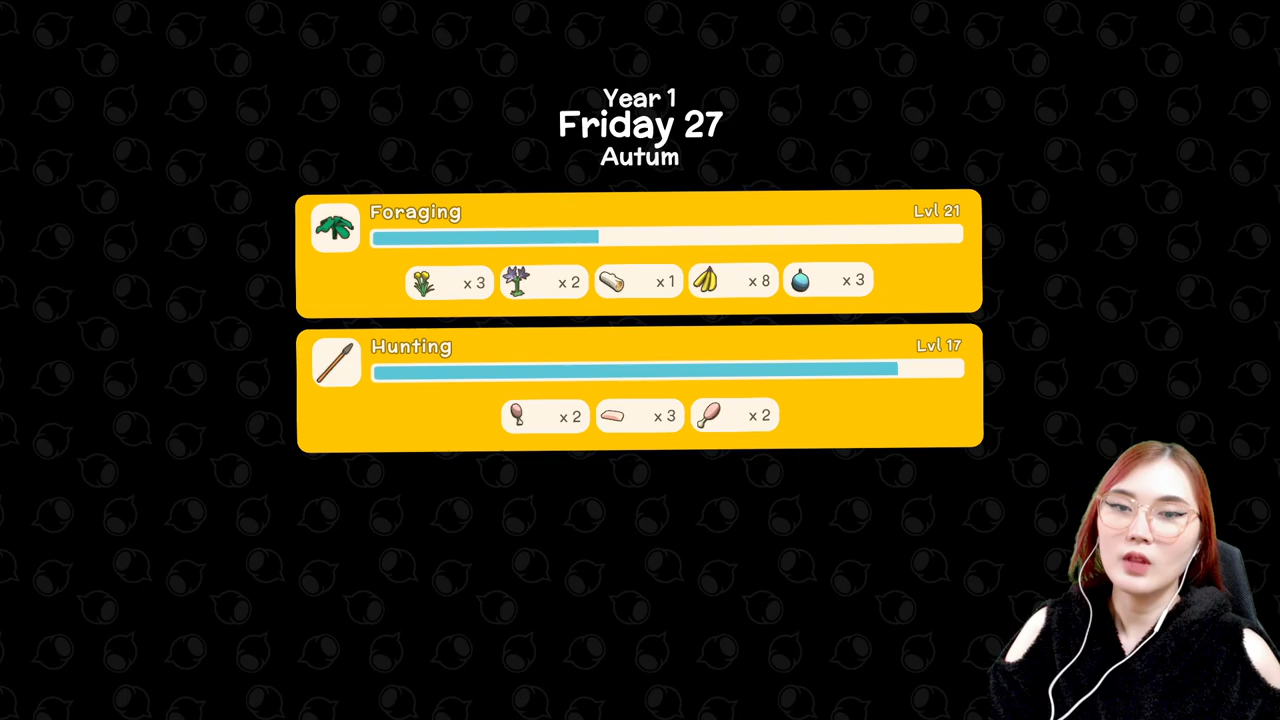 Year 1
Friday 27
Autum
Foraging
Lvl 21
x 3
x 2
x 1
x 8
x 3
Hunting
Lvl 17
x 2
x 3
x 2